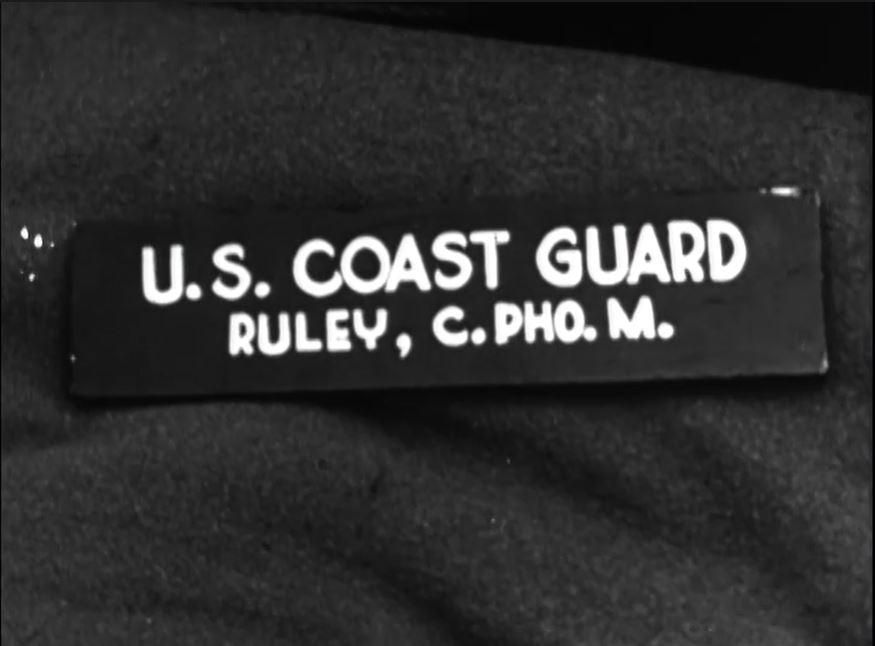 U.S. COAST GUARD
RULEY, C.PHO. M.